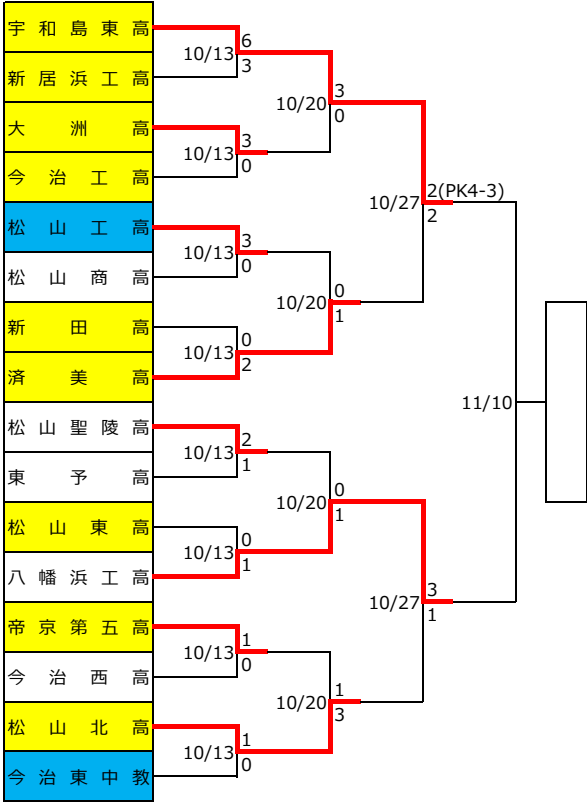 宇和島東高
新居浜工高
大洲高
今治工高
松山工高
松山商高
新田高
済美高
松山聖陵高
東予高
松山東高
八幡浜工高
帝京第五高
今治西高
松山北高
今治東中教
10/13
6
3
10/13
3
0
10/13
3
0
10/13
0
2
10/13
2
1
10/13
0
1
10/13
1
0
10/13
1
0
10/20
3
0
10/20
0
1
10/20
0
1
10/20
1
3
10/27
2(PK4-3)
2
10/27
3
1
11/10